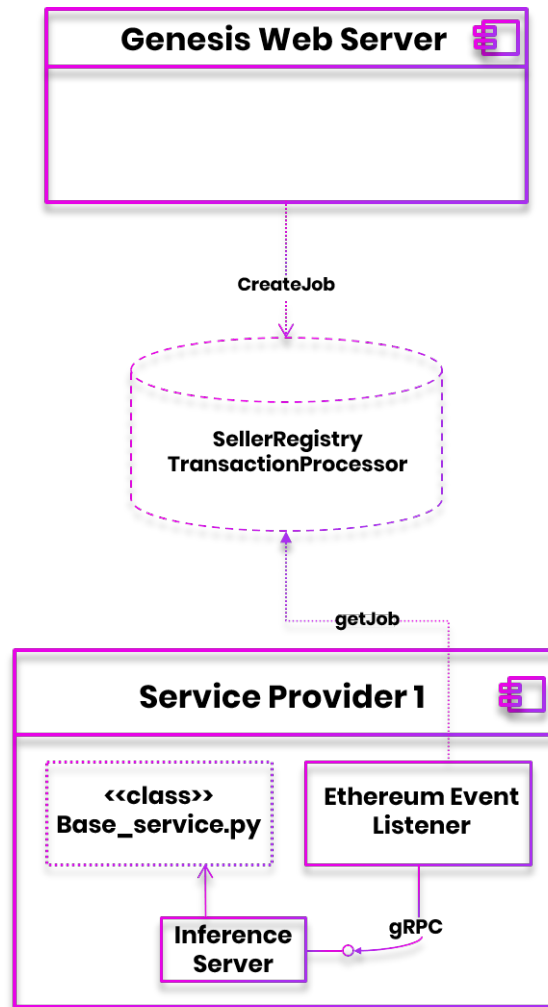 Genesis Web Server
CreateJob
SellerRegistry
TransactionProcessor
getJob
Service Provider 1
<<class>>
Base_service.py
Ethereum Event
Listener
gRPC
Inference
Server